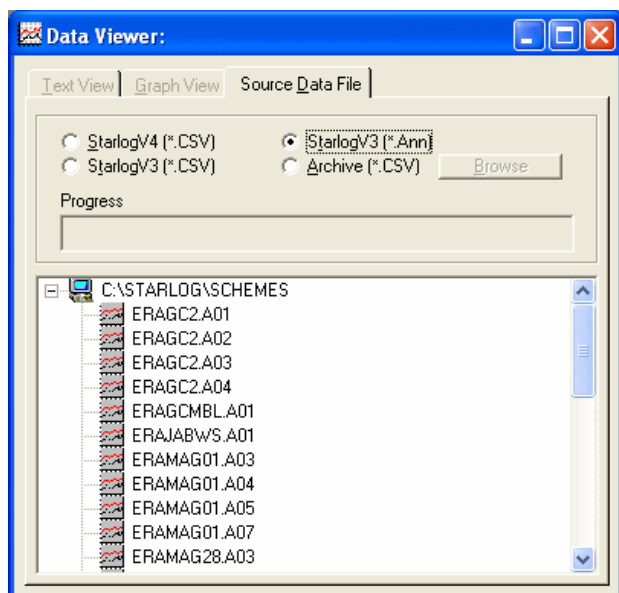 Data Viewer:
Text View Graph View Source Data File
StarlogV4 (*.CSV) StarlogV3 (*.Ann)
StarlogV3 (*.CSV) Archive (*.CSV) Browse
Progress
C:\STARLOG\SCHEMES
ERAGC2.A01
ERAGC2.A02
ERAGC2.A03
ERAGC2.A04
ERAGCMBL.A01
ERAJABWS.A01
ERAMAG01.A03
ERAMAG01.A04
ERAMAG01.A05
ERAMAG01.A07
ERAMAG28.A03